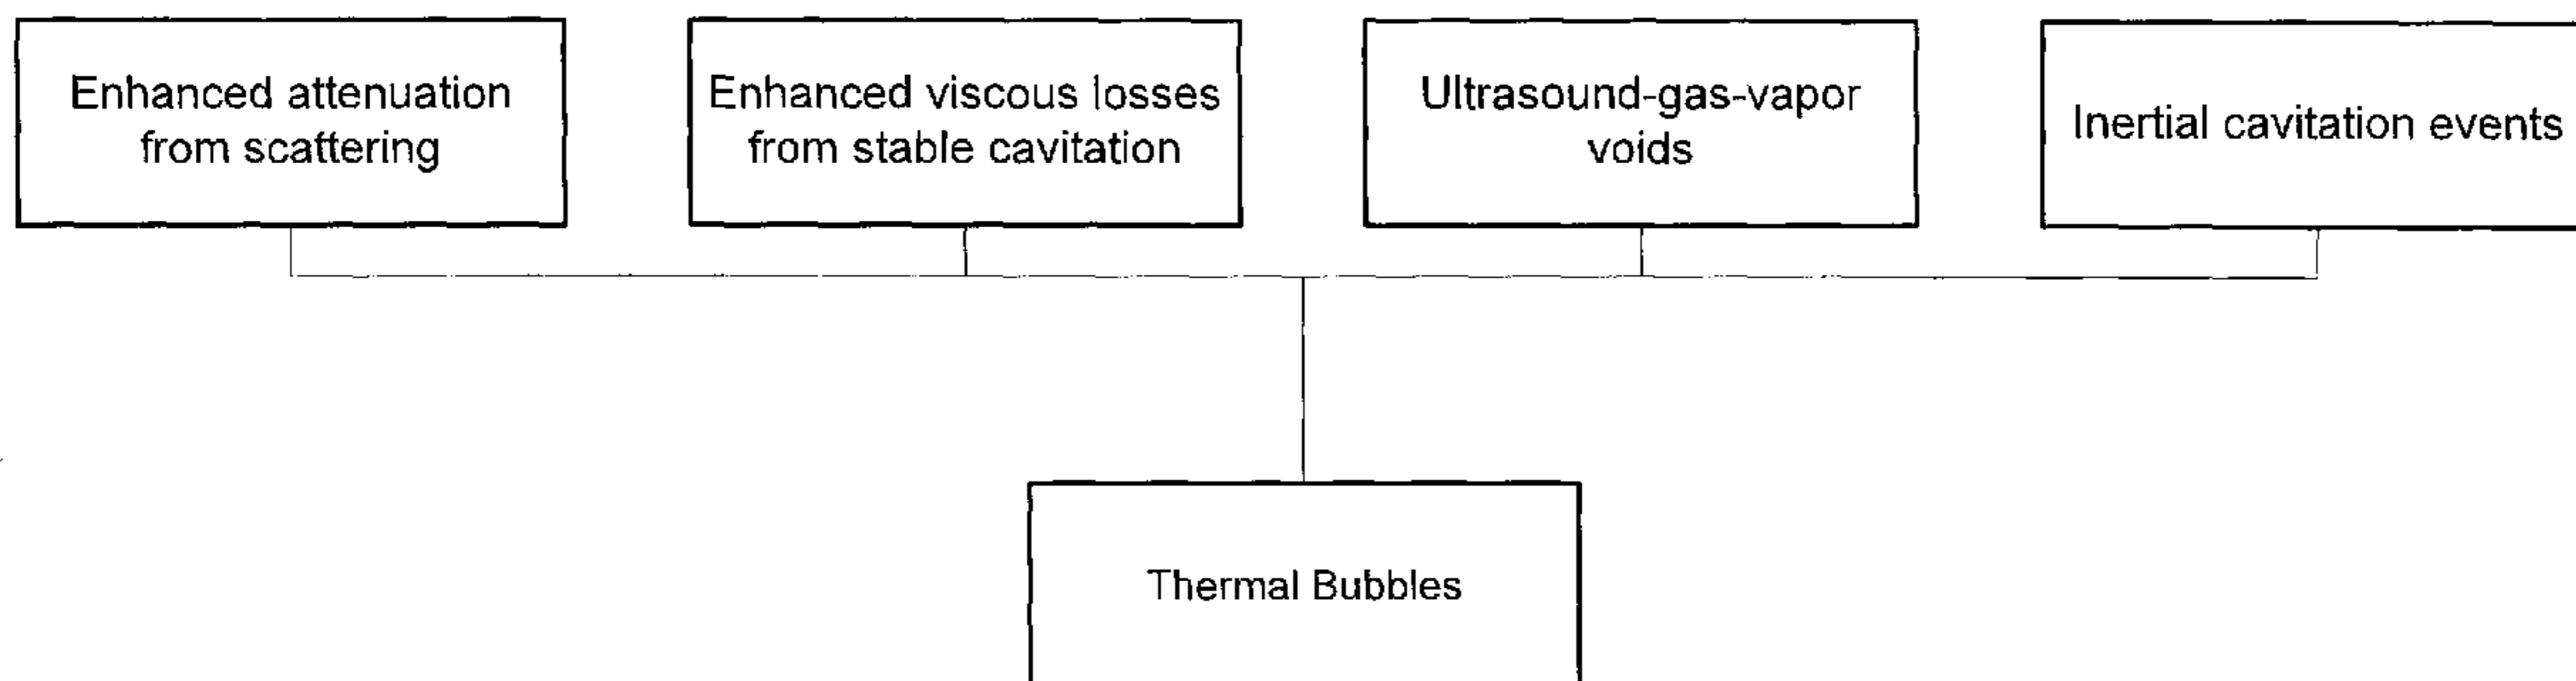 Enhanced attenuation
from scattering
Enhanced viscous losses
from stable cavitation
Ultrasound-gas-vapor
voids
Inertial cavitation events
Thermal Bubbles